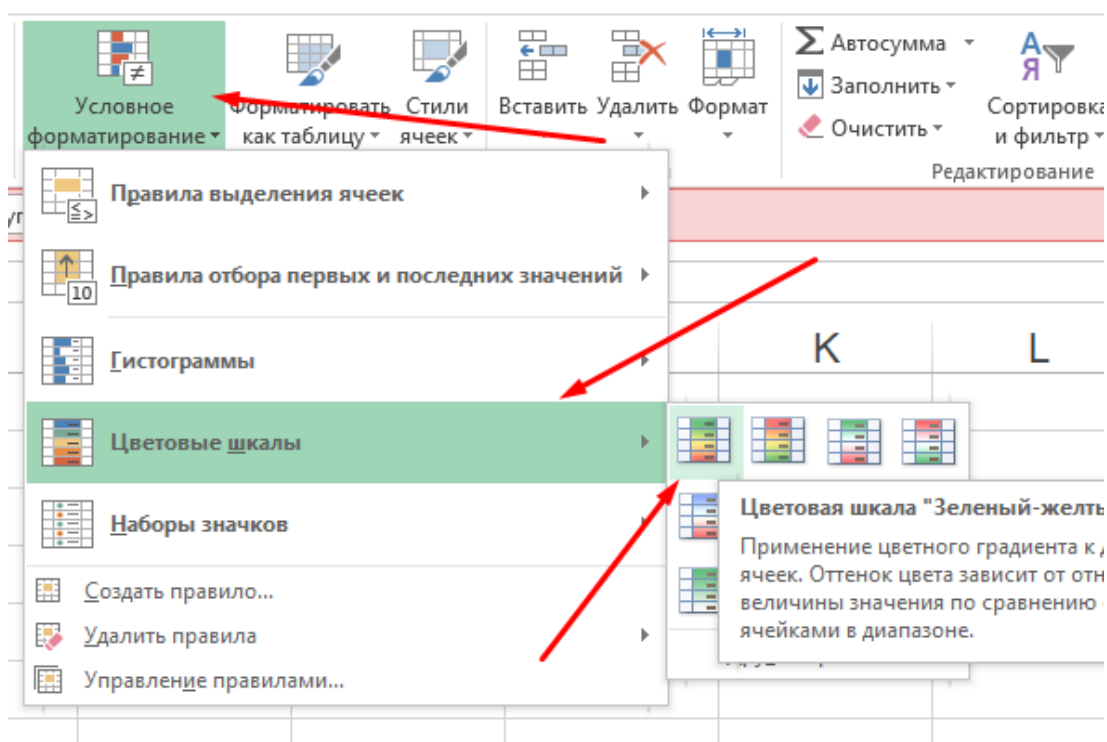 Условное форматирование
Форматировать как таблицу
Стили ячеек
Вставить
Удалить
Формат
Автосумма
Заполнить
Очистить
Сортировка и фильтр
Редактирование
Правила выделения ячеек
Правила отбора первых и последних значений
10
Гистограммы
K
L
Цветовые шкалы
Наборы значков
Создать правило...
Удалить правила
Управление правилами...
Цветовая шкала "Зеленый-желты
Применение цветного градиента к д
ячеек. Оттенок цвета зависит от отн
величины значения по сравнению
ячейками в диапазоне.